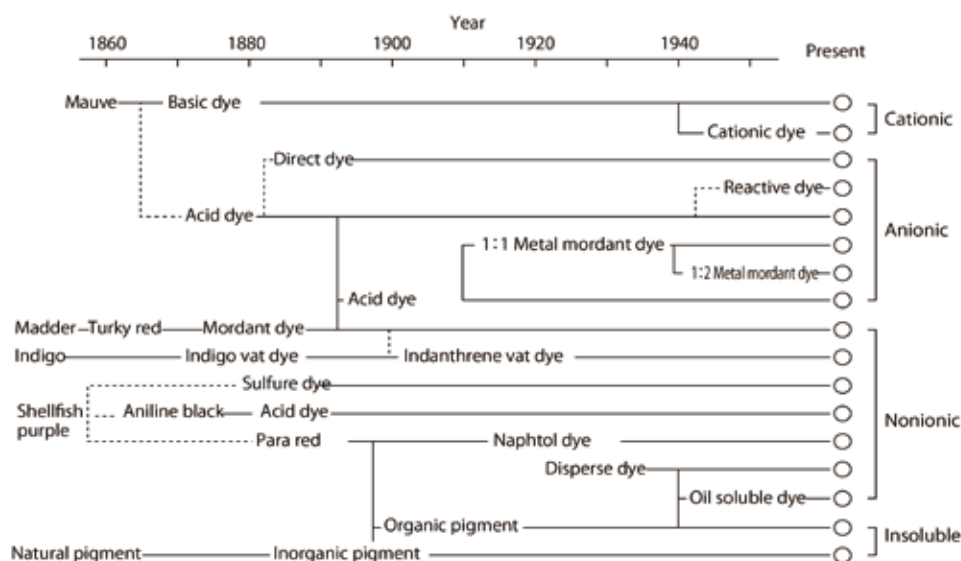 Year
1860 1880 1900 1920 1940
Present
Mauve Basic dye
Cationic
Cationic dye
Direct dye
Reactive dye
Acid dye
Anionic
1:1 Metal mordant dye
1:2 Metal mordant dye
Acid dye
Madder Turky red Mordant dye
Indigo Indigo vat dye Indanthrene vat dye
Sulfure dye
Shellfish
purple
Aniline black Acid dye
Nonionic
Para red Naphtol dye
Disperse dye
Oil soluble dye
Organic pigment
Insoluble
Natural pigment Inorganic pigment